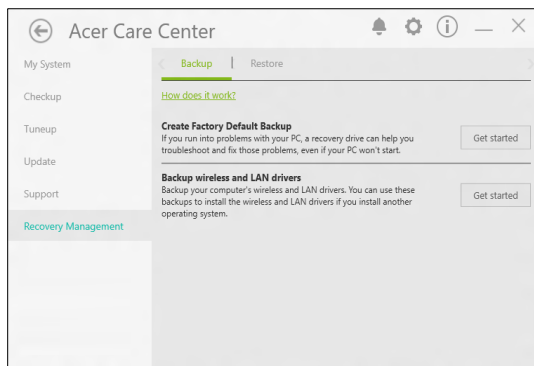 Acer Care Center
My System
Checkup
Tuneup
Update
Support
Recovery Management
Backup
Restore
How does it work?
Create Factory Default Backup
If you run into problems with your PC, a recovery drive can help you
troubleshoot and fix those problems, even if your PC won't start.
Get started
Backup wireless and LAN drivers
Backup your computer's wireless and LAN drivers. You can use these
backups to install the wireless and LAN drivers if you install another
operating system.
Get started